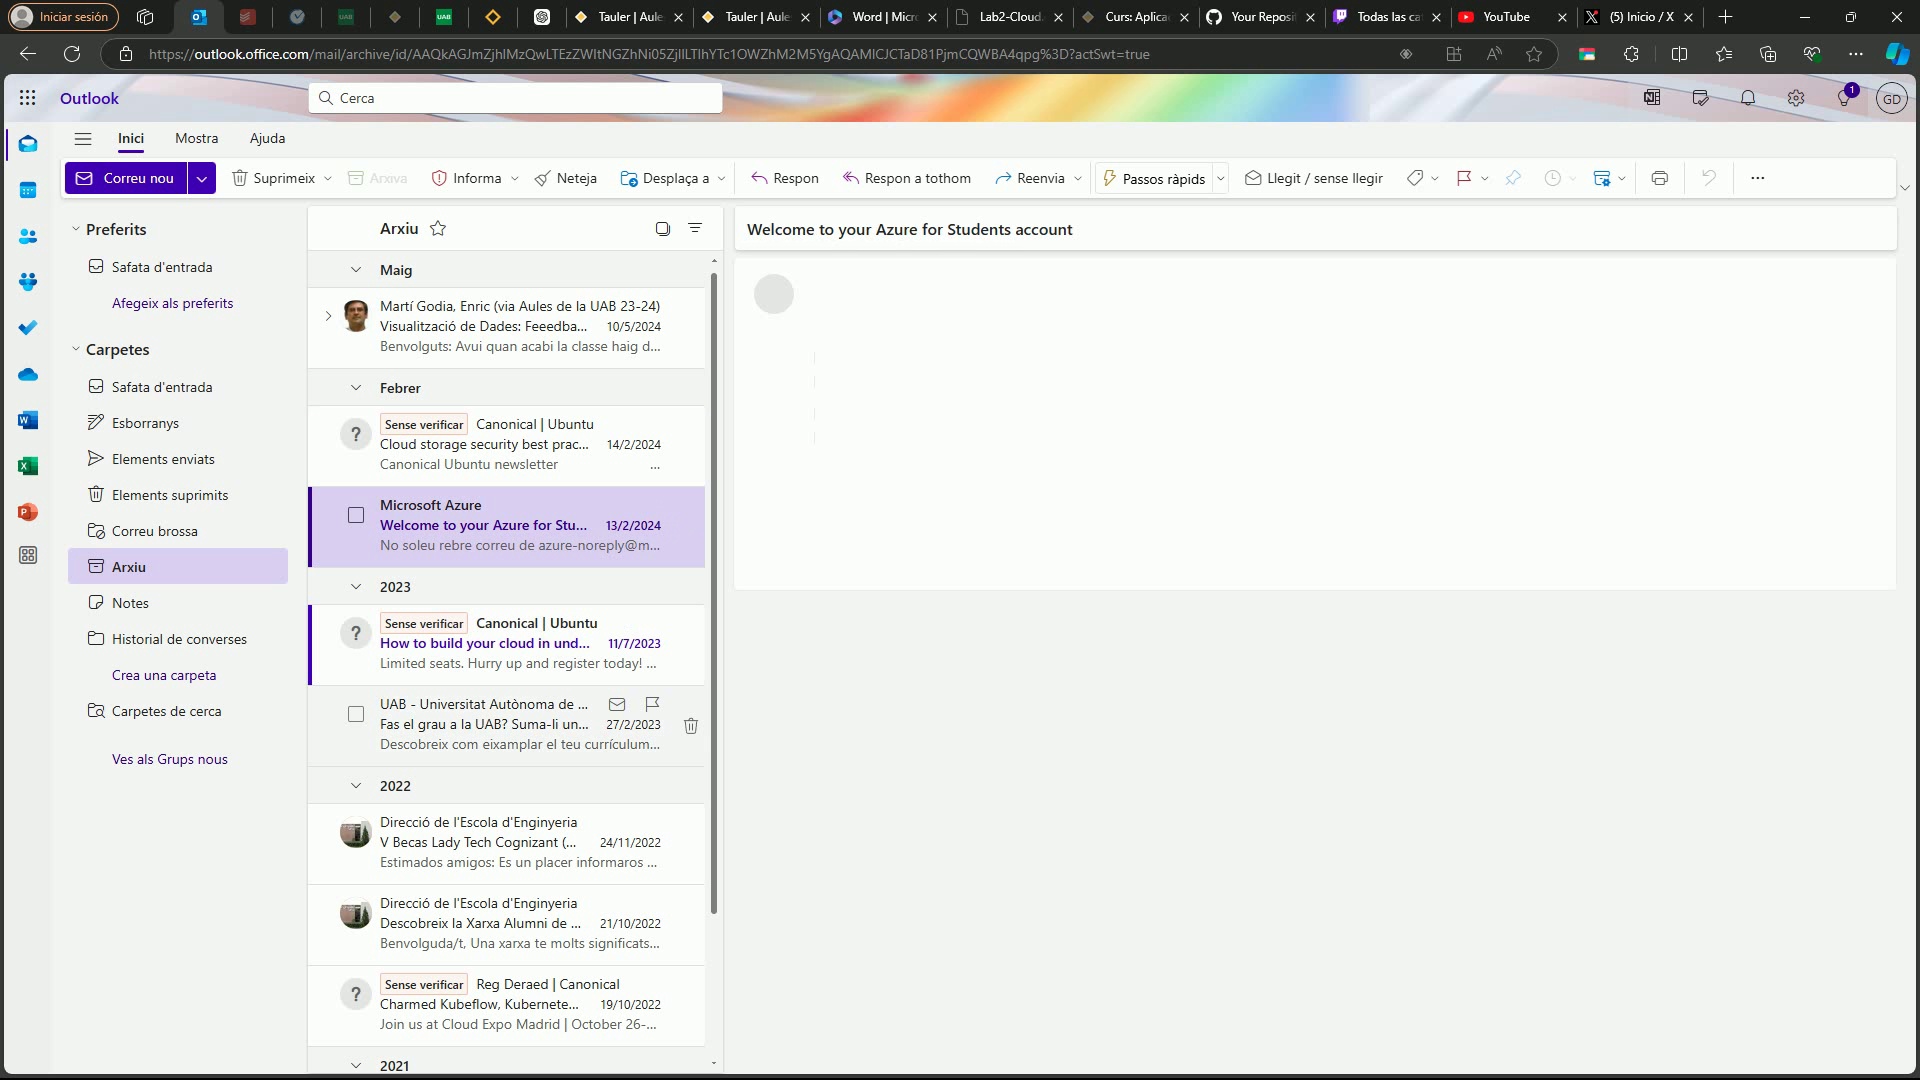 Iniciar sesión
Tauler | Aule
Tauler | Aule
Word | Micr
Lab2-Cloud
Curs: Aplica
Your Reposit
Todas las ca
YouTube
(5) Inicio / X
https://outlook.office.com/mail/archive/id/AAQkAGJmZjhlMzQwLTEzZWItNGZhNi05ZjllLTlhYTc1OWZhM2M5YgAQAMlCJCTaD81PjmCQWBA4qpg%3D?actSwt=true
Outlook
Cerca
1
GD
Inici
Mostra
Ajuda
Correu nou
Suprimeix
Arxiva
Informa
Neteja
Desplaça a
Respon
Respon a tothom
Reenvia
Passos ràpids
Llegit / sense llegir
Preferits
Safata d'entrada
Afegeix als preferits
Carpetes
Safata d'entrada
Esborranys
Elements enviats
Elements suprimits
Correu brossa
Arxiu
Notes
Historial de converses
Crea una carpeta
Carpetes de cerca
Ves als Grups nous
Arxiu
Maig
Martí Godia, Enric (via Aules de la UAB 23-24)
Visualització de Dades: Feeedba... 10/5/2024
Benvolguts: Avui quan acabi la classe haig d...
Febrer
Sense verificar Canonical | Ubuntu
Cloud storage security best prac... 14/2/2024
Canonical Ubuntu newsletter ...
Microsoft Azure
Welcome to your Azure for Stu... 13/2/2024
No soleu rebre correu de azure-noreply@m...
2023
Sense verificar Canonical | Ubuntu
How to build your cloud in und... 11/7/2023
Limited seats. Hurry up and register today! ...
UAB - Universitat Autònoma de ...
Fas el grau a la UAB? Suma-li un... 27/2/2023
Descobreix com eixamplar el teu currículum...
2022
Direcció de l'Escola d'Enginyeria
V Becas Lady Tech Cognizant (... 24/11/2022
Estimados amigos: Es un placer informaros ...
Direcció de l'Escola d'Enginyeria
Descobreix la Xarxa Alumni de ... 21/10/2022
Benvolguda/t, Una xarxa te molts significats...
Sense verificar Reg Deraed | Canonical
Charmed Kubeflow, Kubernete... 19/10/2022
Join us at Cloud Expo Madrid | October 26-...
2021
Welcome to your Azure for Students account